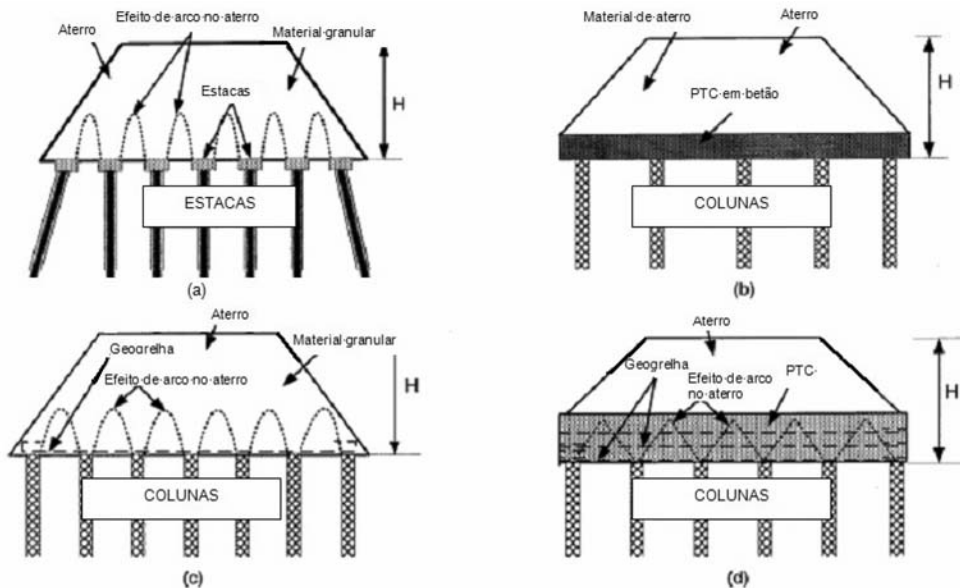 Efeito·de·arco·no·aterro
Aterro
Material·granular
Estacas
H
ESTACAS
(a)
Material·de·aterro
Aterro
PTC·em·betão
H
COLUNAS
(b)
Aterro
Geogrelha
Material·granular
Efeito·de·arco·no·aterro
H
COLUNAS
(c)
Aterro
Geogrelha
Efeito·de·arco
no·aterro
PTC·
H
COLUNAS
(d)